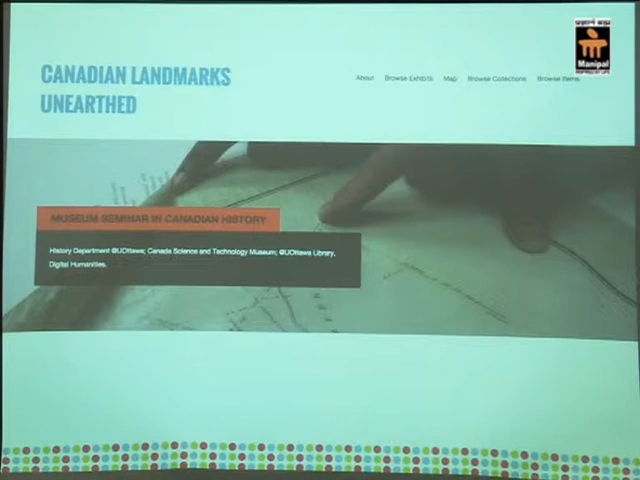 Manipal
CANADIAN LANDMARKS
UNEARTHED
About Browse Exhibits Map Browse Collections Browse Items
MUSEUM SEMINAR IN CANADIAN HISTORY
History Department @UOttawa; Canada Science and Technology Museum; @UOttawa Library,
Digital Humanities.